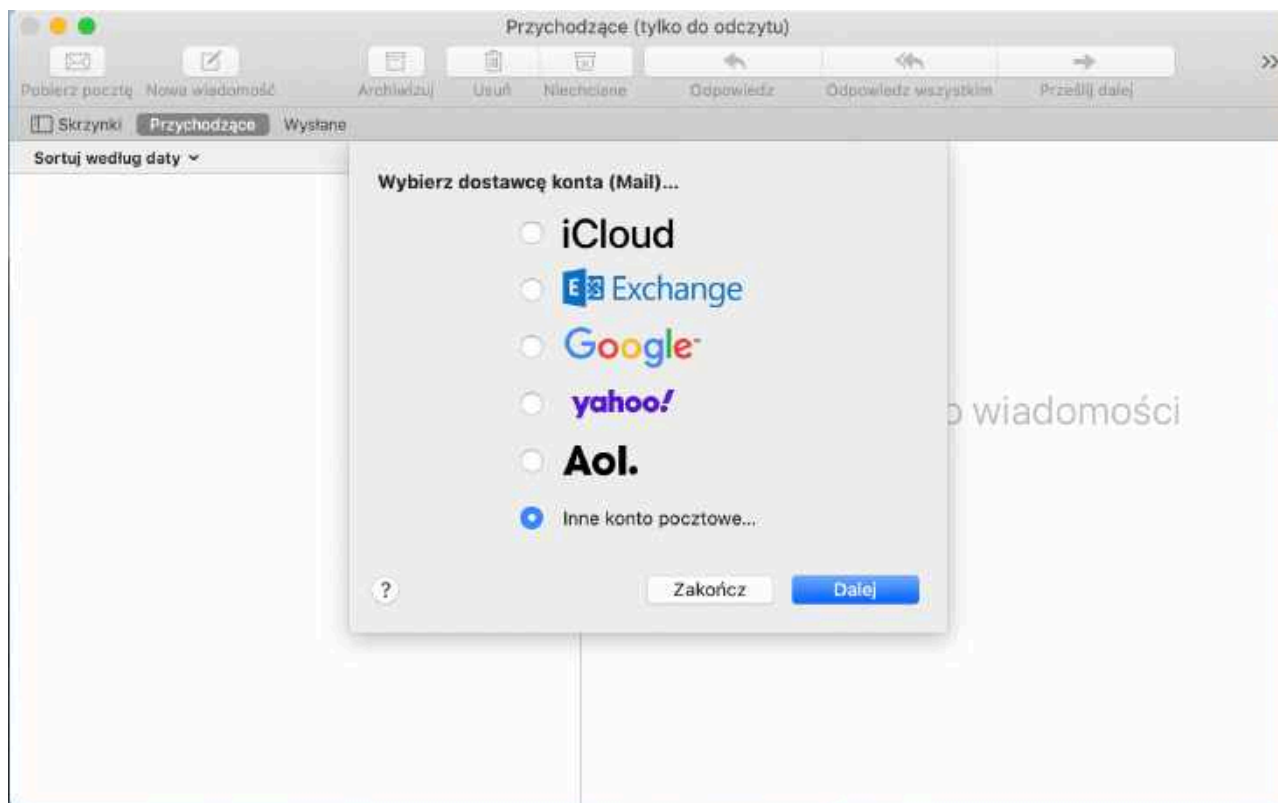 Przychodzące (tylko do odczytu)
Pobierz pocztę Nowa wiadomość Archiwizuj Usuń Niechciane Odpowiedz Odpowiedz wszystkim Prześlij dalej
Skrzynki Przychodzące Wysłane
Sortuj według daty
Wybierz dostawcę konta (Mail)...
iCloud
Exchange
Google
yahoo!
Aol.
wiadomości
Inne konto pocztowe...
?
Zakończ Dalej